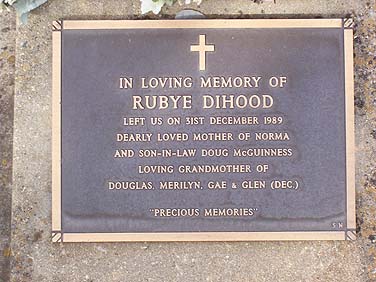 IN LOVING MEMORY OF
RUBYE DIHOOD
LEFT US ON 31ST DECEMBER 1989
DEARLY LOVED MOTHER OF NORMA
AND SON-IN-LAW DOUG McGUINNESS
LOVING GRANDMOTHER OF
DOUGLAS, MERILYN, GAE & GLEN (DEC.)
"PRECIOUS MEMORIES"